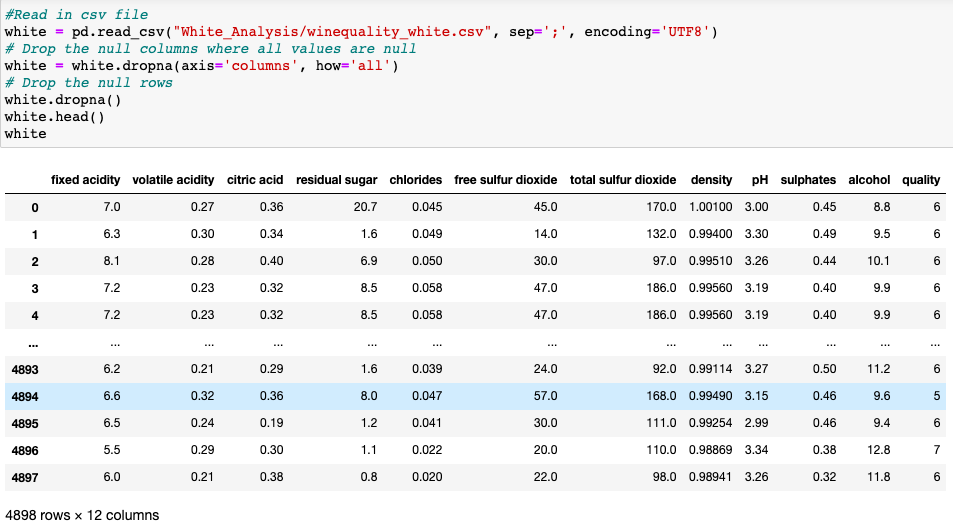 #Read in csv file
white = pd.read_csv("White_Analysis/winequality_white.csv", sep=';', encoding='UTF8')
# Drop the null columns where all values are null
white = white.dropna(axis='columns', how='all')
# Drop the null rows
white.dropna()
white.head()
white
fixed acidity volatile acidity citric acid residual sugar chlorides free sulfur dioxide total sulfur dioxide density pH sulphates alcohol quality
0 7.0 0.27 0.36 20.7 0.045 45.0 170.0 1.00100 3.00 0.45 8.8 6
1 6.3 0.30 0.34 1.6 0.049 14.0 132.0 0.99400 3.30 0.49 9.5 6
2 8.1 0.28 0.40 6.9 0.050 30.0 97.0 0.99510 3.26 0.44 10.1 6
3 7.2 0.23 0.32 8.5 0.058 47.0 186.0 0.99560 3.19 0.40 9.9 6
4 7.2 0.23 0.32 8.5 0.058 47.0 186.0 0.99560 3.19 0.40 9.9 6
... ... ... ... ... ... ... ... ... ... ... ... ...
4893 6.2 0.21 0.29 1.6 0.039 24.0 92.0 0.99114 3.27 0.50 11.2 6
4894 6.6 0.32 0.36 8.0 0.047 57.0 168.0 0.99490 3.15 0.46 9.6 5
4895 6.5 0.24 0.19 1.2 0.041 30.0 111.0 0.99254 2.99 0.46 9.4 6
4896 5.5 0.29 0.30 1.1 0.022 20.0 110.0 0.98869 3.34 0.38 12.8 7
4897 6.0 0.21 0.38 0.8 0.020 22.0 98.0 0.98941 3.26 0.32 11.8 6
4898 rows × 12 columns